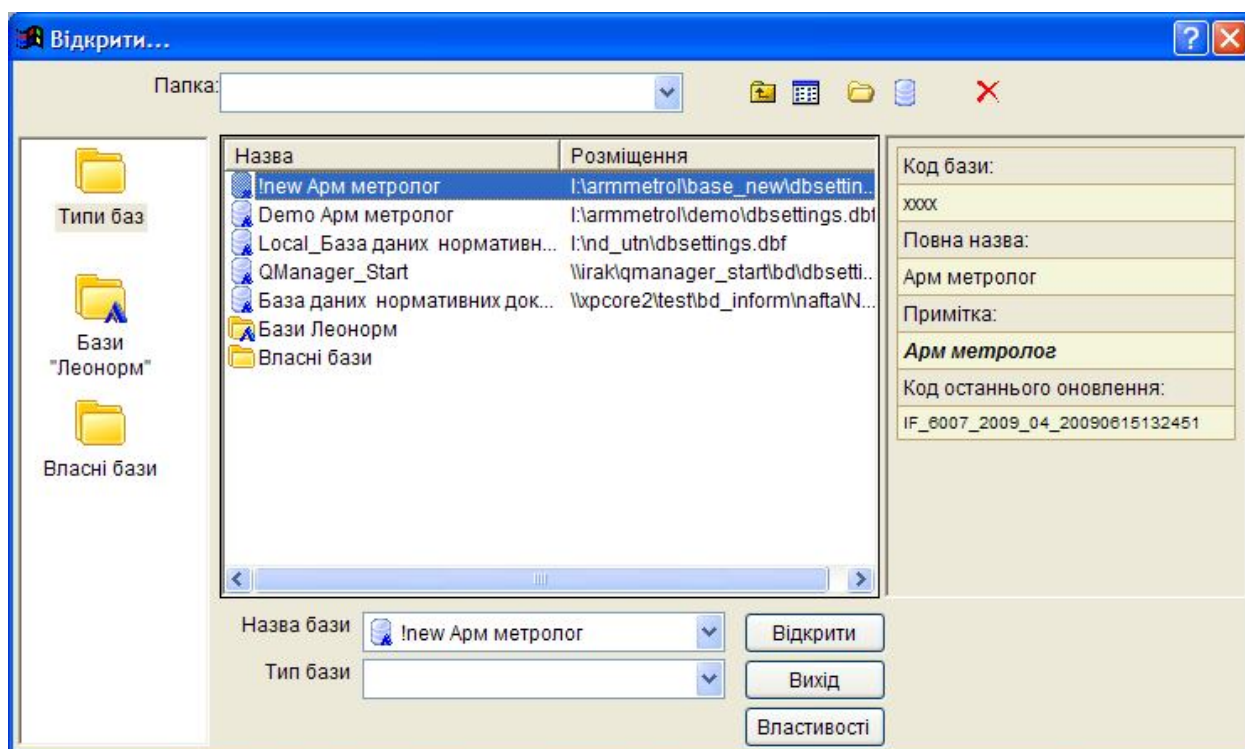 Відкрити...
Папка:
Типи баз
Бази
"Леонорм"
Власні бази
Назва Розміщення
!new Арм метролог I:\armmetrol\base_new\dbsettin...
Demo Арм метролог I:\armmetrol\demo\dbsettings.dbf
Local_База даних нормативн... I:\nd_utn\dbsettings.dbf
QManager_Start \\irak\qmanager_start\bd\dbsetti...
База даних нормативних док... \\xpcore2\test\bd_inform\nafta\N...
Бази Леонорм
Власні бази
Код бази:
xxxx
Повна назва:
Арм метролог
Примітка:
Арм метролог
Код останнього оновлення:
IF_6007_2009_04_20090615132451
Назва бази !new Арм метролог Відкрити
Тип бази Вихід
Властивості